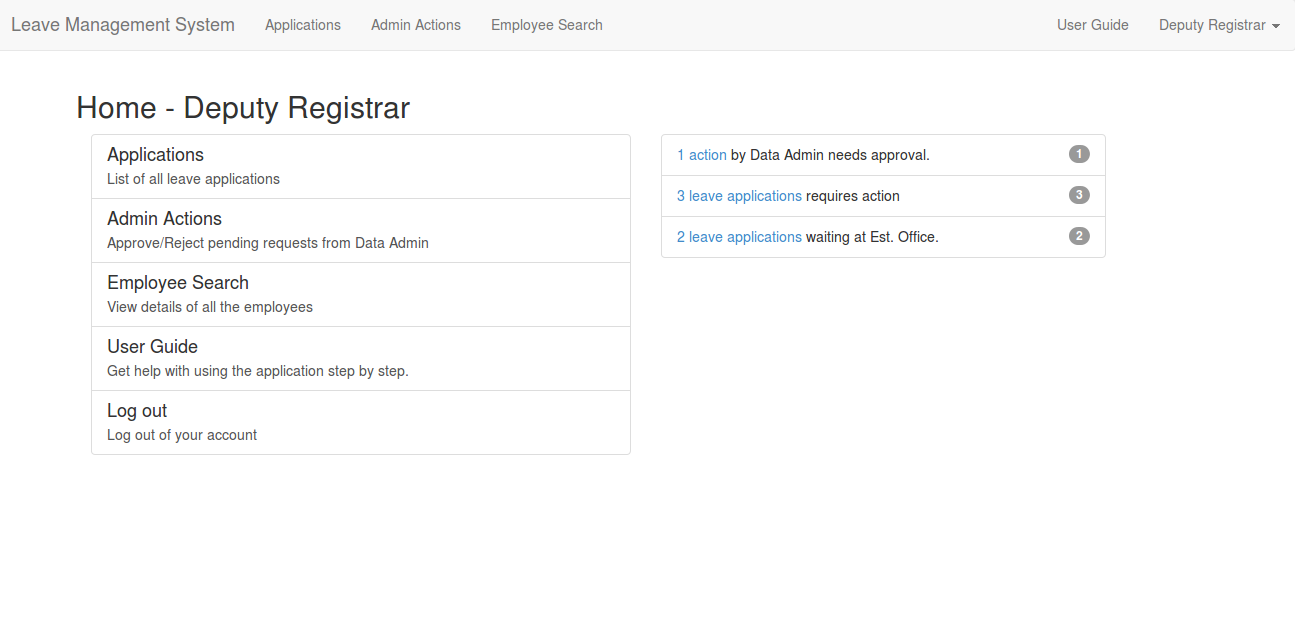 Leave Management System Applications Admin Actions Employee Search User Guide Deputy Registrar
Home - Deputy Registrar
Applications
List of all leave applications
Admin Actions
Approve/Reject pending requests from Data Admin
Employee Search
View details of all the employees
User Guide
Get help with using the application step by step.
Log out
Log out of your account
1 action by Data Admin needs approval. 1
3 leave applications requires action 3
2 leave applications waiting at Est. Office. 2